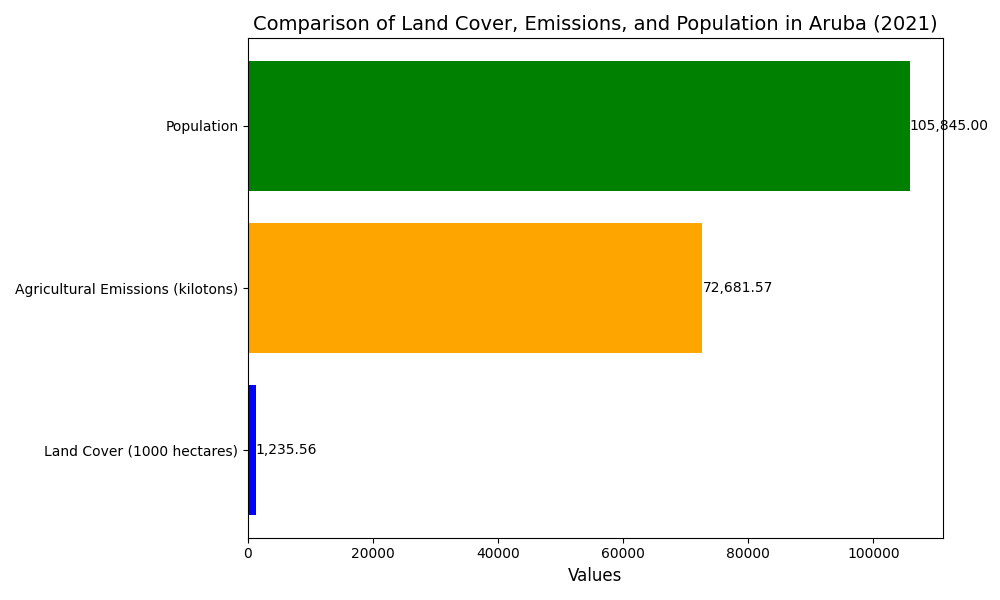 Comparison of Land Cover, Emissions, and Population in Aruba (2021)
Population
105,845.00
Agricultural Emissions (kilotons)
72,681.57
Land Cover (1000 hectares)
1,235.56
0 20000 40000 60000 80000 100000
Values